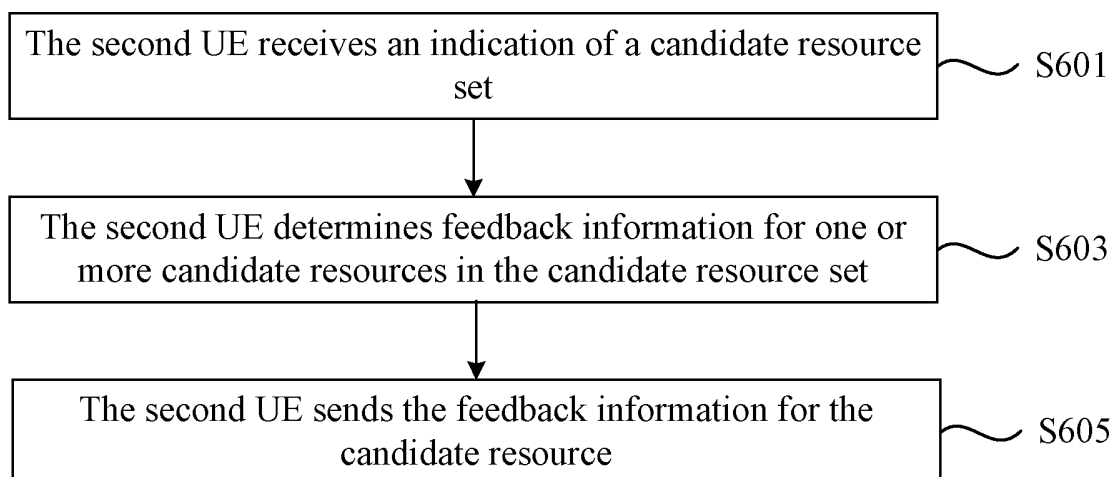 The second UE receives an indication of a candidate resource
set
S601
The second UE determines feedback information for one or
more candidate resources in the candidate resource set
S603
The second UE sends the feedback information for the
candidate resource
S605